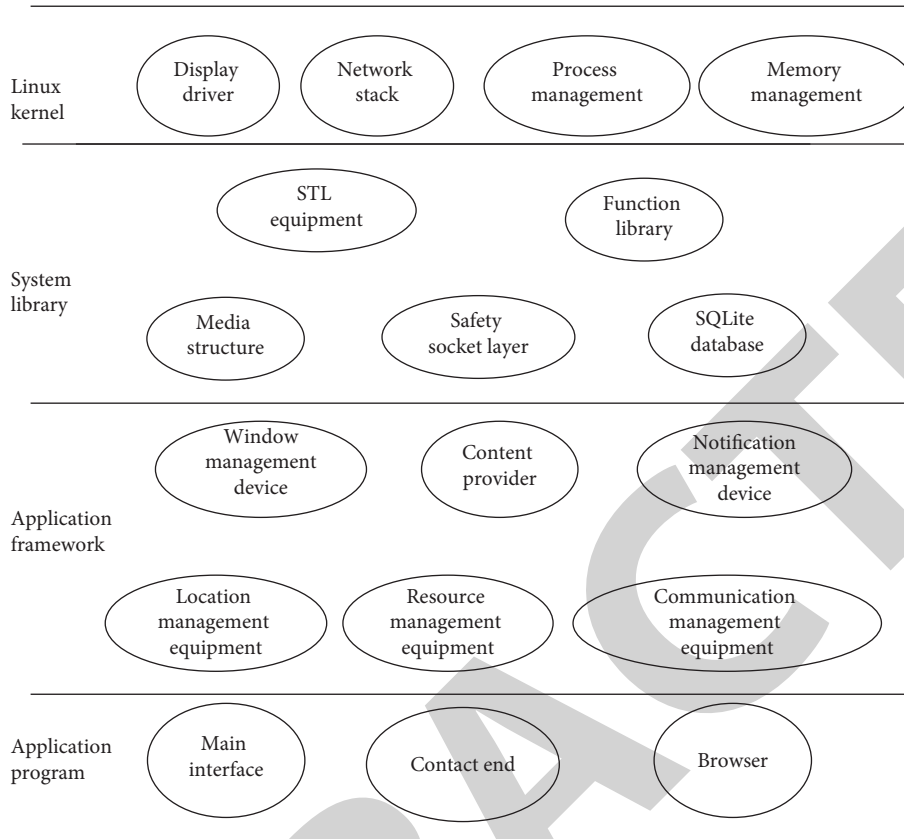 Linux
kernel
Display
driver
Network
stack
Process
management
Memory
management
System
library
STL
equipment
Function
library
Media
structure
Safety
socket layer
SQLite
database
Application
framework
Window
management
device
Content
provider
Notification
management
device
Location
management
equipment
Resource
management
equipment
Communication
management
equipment
Application
program
Main
interface
Contact end
Browser